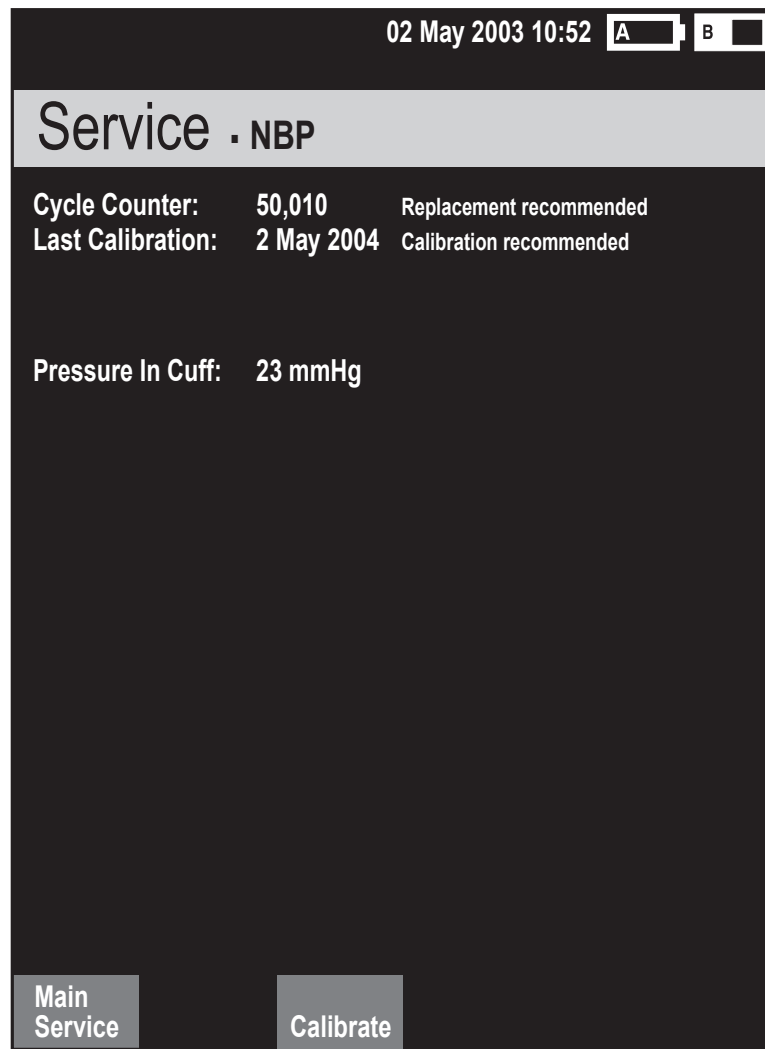 02 May 2003 10:52 A B
Service . NBP
Cycle Counter: 50,010 Replacement recommended
Last Calibration: 2 May 2004 Calibration recommended
Pressure In Cuff: 23 mmHg
Main
Service Calibrate